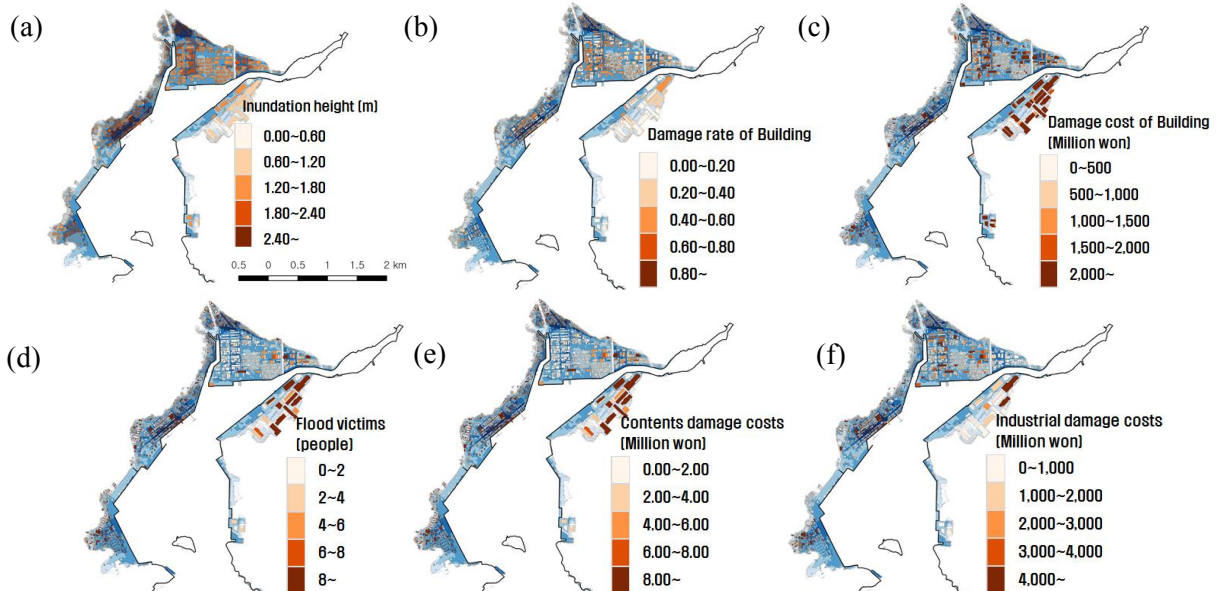 (a)
Inundation height (m)
0.00~0.60
0.60~1.20
1.20~1.80
1.80~2.40
2.40~
0.5 0 0.5 1 1.5 2 km
(b)
Damage rate of Building
0.00~0.20
0.20~0.40
0.40~0.60
0.60~0.80
0.80~
(c)
Damage cost of Building
(Million won)
0~500
500~1,000
1,000~1,500
1,500~2,000
2,000~
(d)
Flood victims
(people)
0~2
2~4
4~6
6~8
8~
(e)
Contents damage costs
(Million won)
0.00~2.00
2.00~4.00
4.00~6.00
6.00~8.00
8.00~
(f)
Industrial damage costs
(Million won)
0~1,000
1,000~2,000
2,000~3,000
3,000~4,000
4,000~